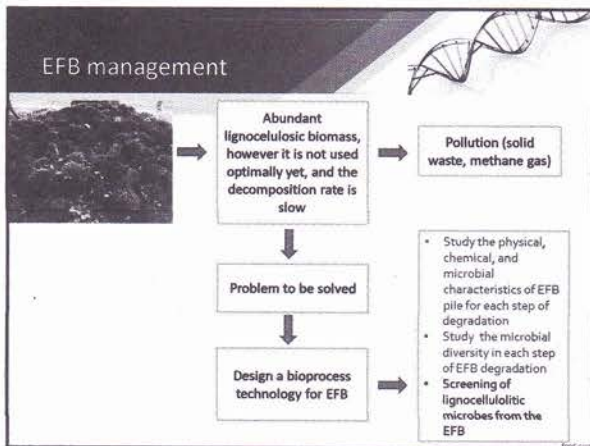 EFB management
Abundant
lignocelulosic biomass,
however it is not used
optimally yet, and the
decomposition rate is
slow
Pollution (solid
waste, methane gas)
Problem to be solved
Design a bioprocess
technology for EFB
• Study the physical,
chemical, and
microbial
characteristics of EFB
pile for each step of
degradation
• Study the microbial
diversity in each step
of EFB degradation
• Screening of
lignocellulolitic
microbes from the
EFB